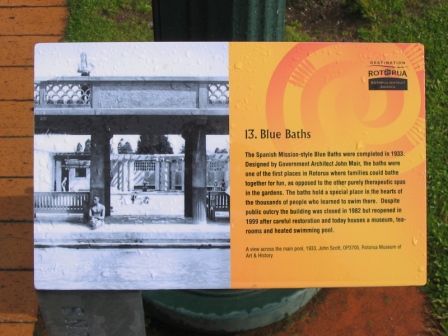 DESTINATION
ROTORUA
13. Blue Baths
The Spanish Mission-style Blue Baths were completed in 1933.
Designed by Government Architect John Mair, the baths were
one of the first places in Rotorua where families could bathe
together for fun, as opposed to the other purely therapeutic spas
in the gardens. The baths hold a special place in the hearts of
the thousands of people who learned to swim there. Despite
public outcry the building was closed in 1982 but reopened in
1999 after careful restoration and today houses a museum, tea-
rooms and heated swimming pool.
A view across the main pool, 1933, John Scott, OP3705, Rotorua Museum of
Art & History